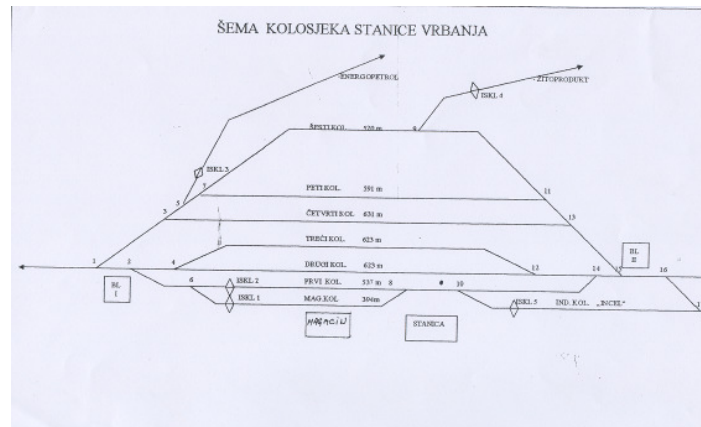 ŠEMA KOLOSJEKA STANICE VRBANJA
ENERGOPETROL
-ŽITOPRODUKT
ISKL 4
ŠESTI KOL. 520 m
9
ISKL 3
7
PETI KOL. 591 m
11
5
3
ČETVRTI KOL. 631 m
13
TREĆI KOL. 623 m
BL II
1
2
4
DRUGI KOL. 623 m
12
14
15
16
BL I
6
ISKL 2
PRVI KOL. 537 m
8
10
ISKL 1
MAG.KOL
ISKL 5
IND. KOL. „INCEL“
MAGACIN
STANICA